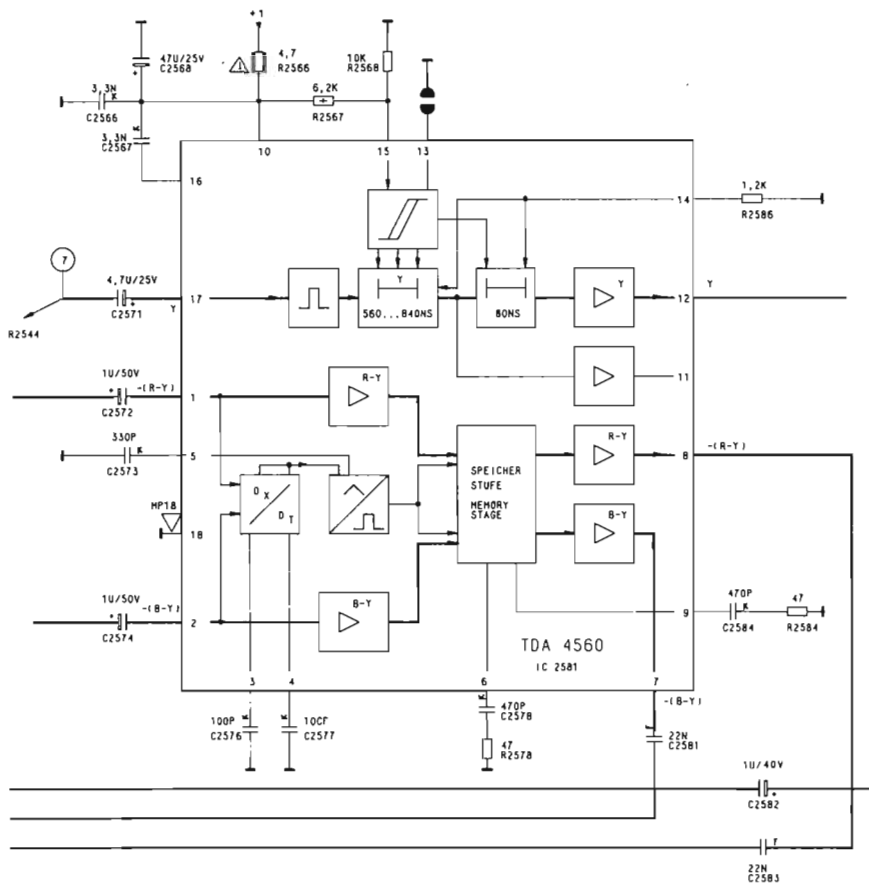 +1
47U/25V
C2568
4,7
R2566
10K
R2568
3,3N
C2566
6,2K
R2567
3,3N
C2567
10
15
13
16
14
1,2K
R2586
7
4,7U/25V
C2571
Y
R2544
17
Y
560...840NS
80NS
Y
12
Y
11
1U/50V
-(R-Y)
C2572
1
R-Y
330P
C2573
5
SPEICHER
STUFE
MEMORY
STAGE
R-Y
8
-(R-Y)
MP18
18
D X
D T
B-Y
1U/50V
-(B-Y)
C2574
2
B-Y
9
470P
C2584
47
R2584
TDA 4560
IC 2581
3
4
6
7
-(B-Y)
100P
C2576
C2577
470P
C2578
47
R2578
22N
C2581
1U/40V
C2582
22N
C2583